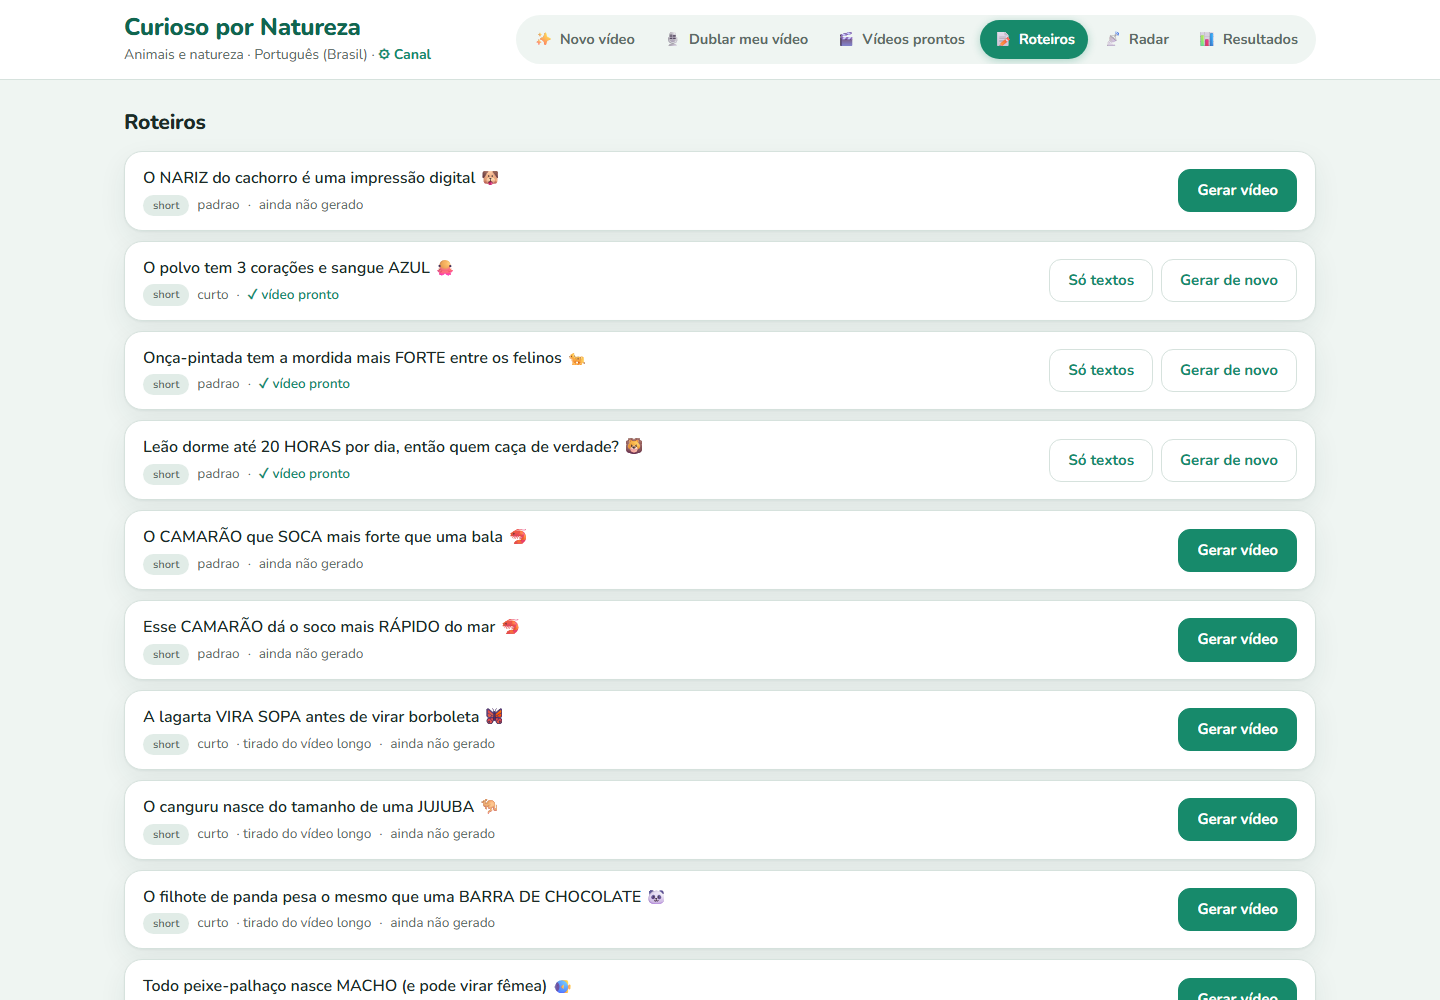 Curioso por Natureza
Animais e natureza · Português (Brasil) · ⚙ Canal
✨ Novo vídeo
🎙️ Dublar meu vídeo
🎬 Vídeos prontos
📝 Roteiros
📡 Radar
📊 Resultados
Roteiros
O NARIZ do cachorro é uma impressão digital 🐶
short padrao · ainda não gerado
Gerar vídeo
O polvo tem 3 corações e sangue AZUL 🐙
short curto · ✓ vídeo pronto
Só textos
Gerar de novo
Onça-pintada tem a mordida mais FORTE entre os felinos 🐆
short padrao · ✓ vídeo pronto
Só textos
Gerar de novo
Leão dorme até 20 HORAS por dia, então quem caça de verdade? 🦁
short padrao · ✓ vídeo pronto
Só textos
Gerar de novo
O CAMARÃO que SOCA mais forte que uma bala 🦐
short padrao · ainda não gerado
Gerar vídeo
Esse CAMARÃO dá o soco mais RÁPIDO do mar 🦐
short padrao · ainda não gerado
Gerar vídeo
A lagarta VIRA SOPA antes de virar borboleta 🦋
short curto · tirado do vídeo longo · ainda não gerado
Gerar vídeo
O canguru nasce do tamanho de uma JUJUBA 🦘
short curto · tirado do vídeo longo · ainda não gerado
Gerar vídeo
O filhote de panda pesa o mesmo que uma BARRA DE CHOCOLATE 🐼
short curto · tirado do vídeo longo · ainda não gerado
Gerar vídeo
Todo peixe-palhaço nasce MACHO (e pode virar fêmea) 🐠
Gerar vídeo